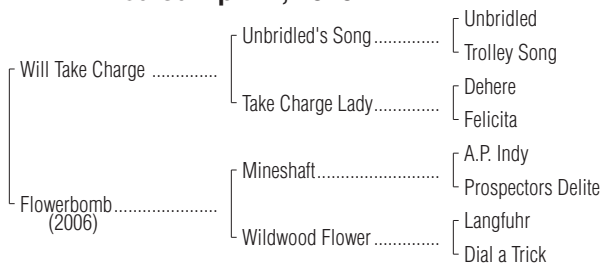 Unbridled
Unbridled's Song
Trolley Song
Will Take Charge
Dehere
Take Charge Lady
Felicita
A.P. Indy
Mineshaft
Prospectors Delite
Flowerbomb
(2006)
Langfuhr
Wildwood Flower
Dial a Trick